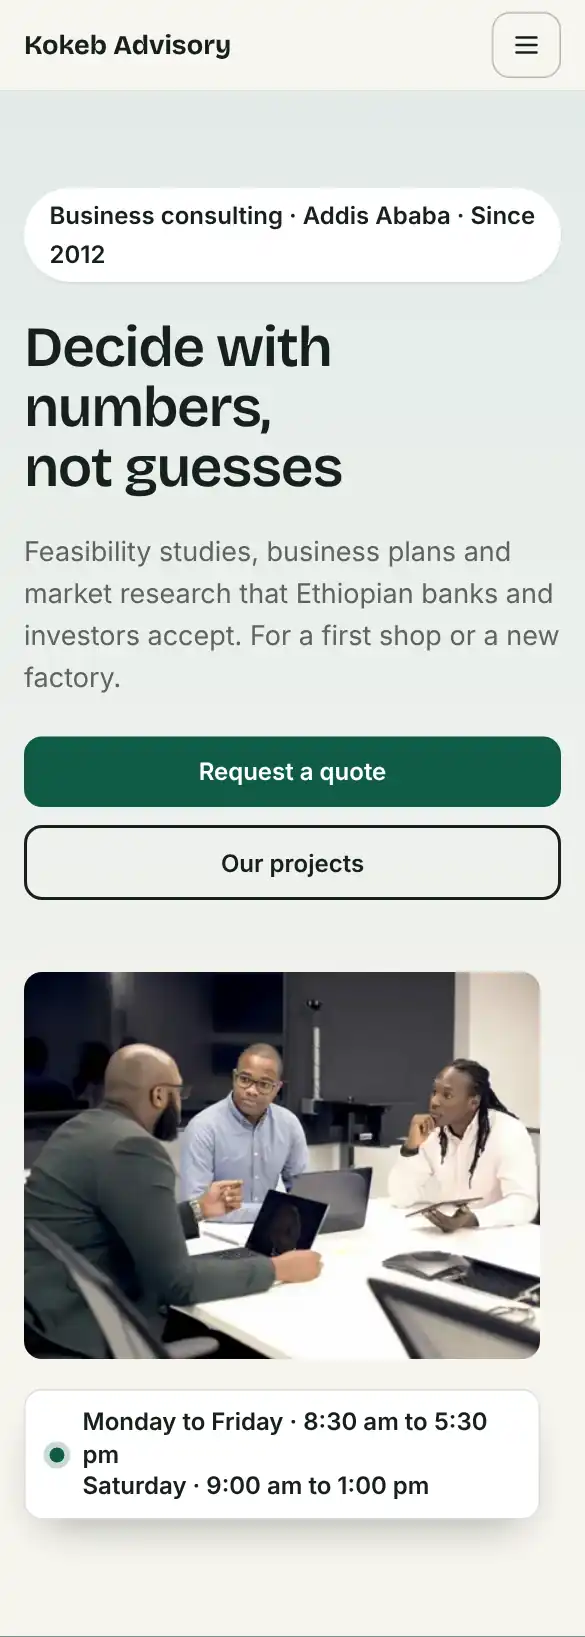 Kokeb Advisory
Business consulting · Addis Ababa · Since
2012
Decide with
numbers,
not guesses
Feasibility studies, business plans and
market research that Ethiopian banks and
investors accept. For a first shop or a new
factory.
Request a quote
Our projects
Monday to Friday · 8:30 am to 5:30
pm
Saturday · 9:00 am to 1:00 pm